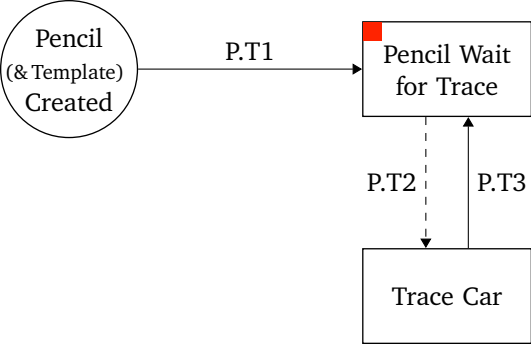 Pencil
(& Template)
Created
P.T1
Pencil Wait
for Trace
P.T2
P.T3
Trace Car